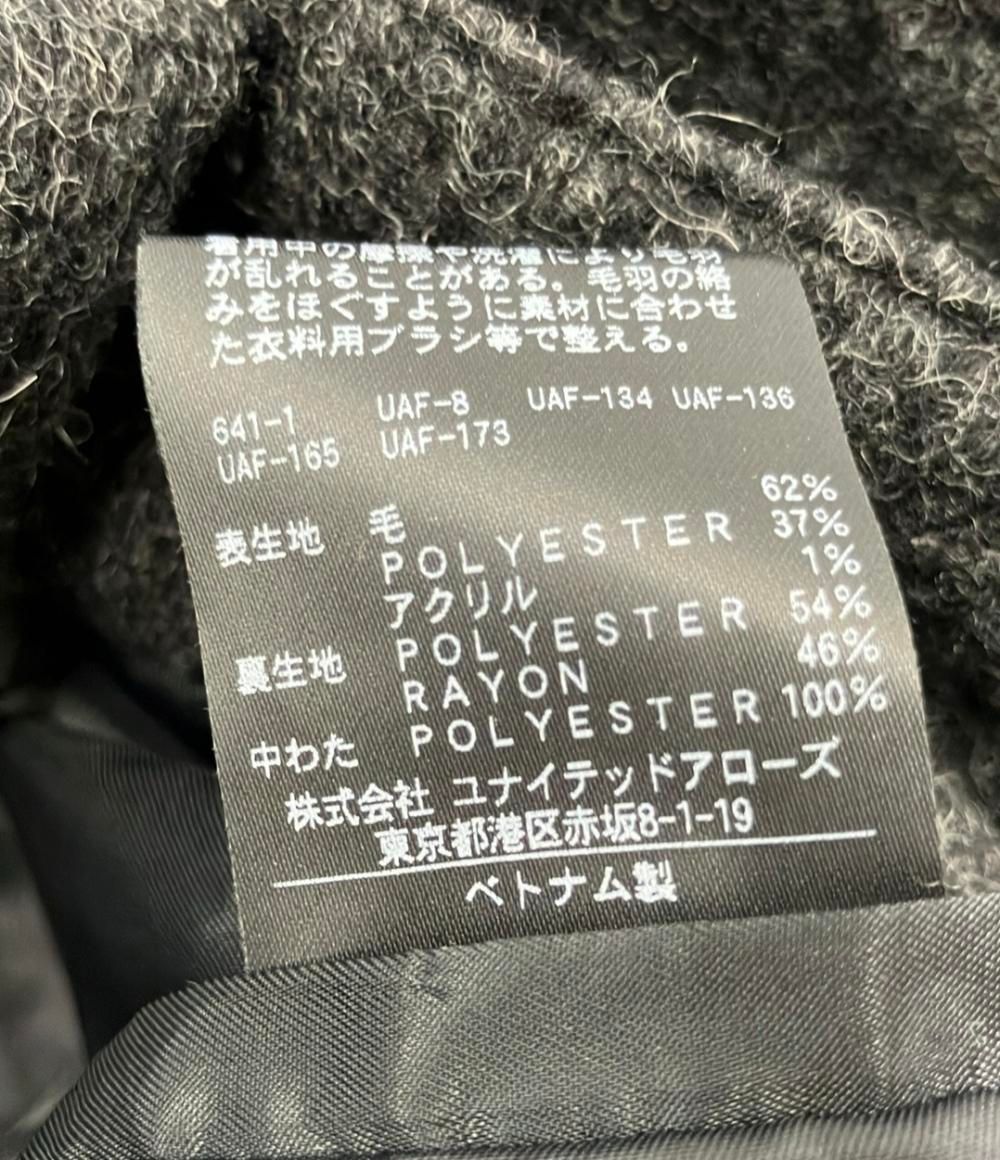 着用中の摩擦や洗濯により毛羽
が乱れることがある。毛羽の絡
みをほぐすように素材に合わせ
た衣料用ブラシ等で整える。
641-1 UAF-8 UAF-134 UAF-136
UAF-165 UAF-173
表生地 毛 62%
POLYESTER 37%
アクリル 1%
裏生地 POLYESTER 54%
RAYON 46%
中わた POLYESTER 100%
株式会社 ユナイテッドアローズ
東京都港区赤坂8-1-19
ベトナム製